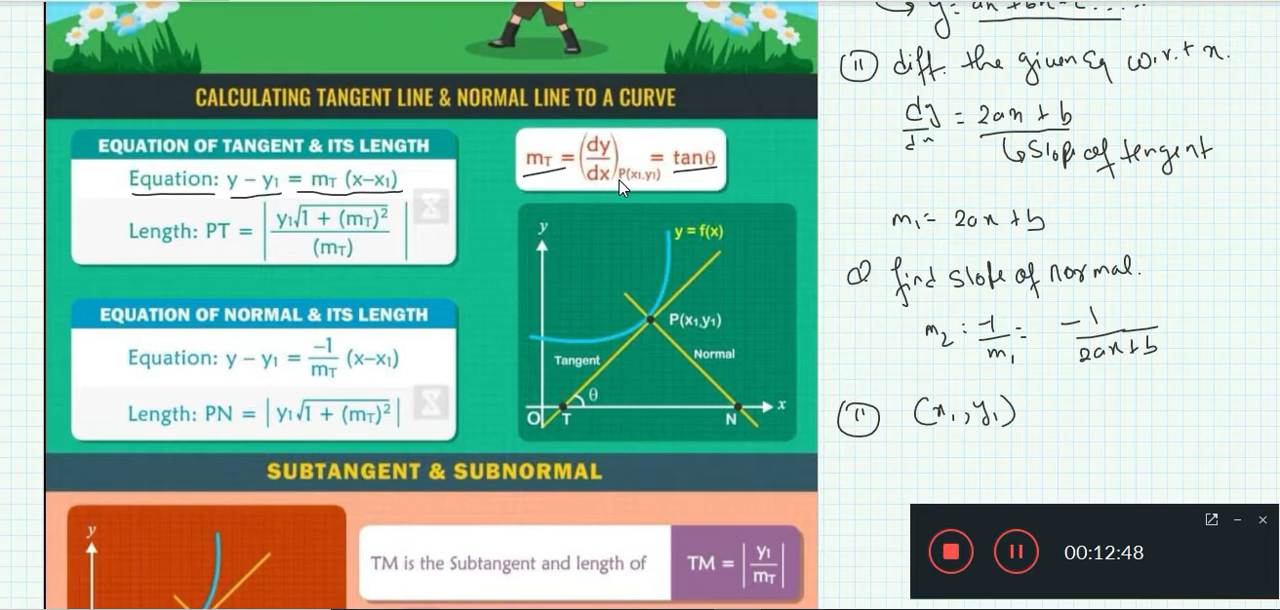 CALCULATING TANGENT LINE & NORMAL LINE TO A CURVE
EQUATION OF TANGENT & ITS LENGTH
Equation: y – y₁ = m_T (x–x₁)
Length: PT = | y₁√1 + (m_T)² / (m_T) |
m_T = (dy/dx)P(x₁,y₁) = tanθ
y
y = f(x)
P(x₁,y₁)
Tangent
Normal
θ
O
T
N
x
EQUATION OF NORMAL & ITS LENGTH
Equation: y – y₁ = –1/m_T (x–x₁)
Length: PN = | y₁√1 + (m_T)² |
SUBTANGENT & SUBNORMAL
y
TM is the Subtangent and length of
TM = | y₁/m_T |
(11) diff. the given Eq w.r.t x.
dy/dx = 2ax + b
↳ Slope of tengent
m₁ = 2ax + b
find slope of normal.
m₂ : –1/m₁ = –1/2ax+b
(11) (x₁, y₁)
00:12:48